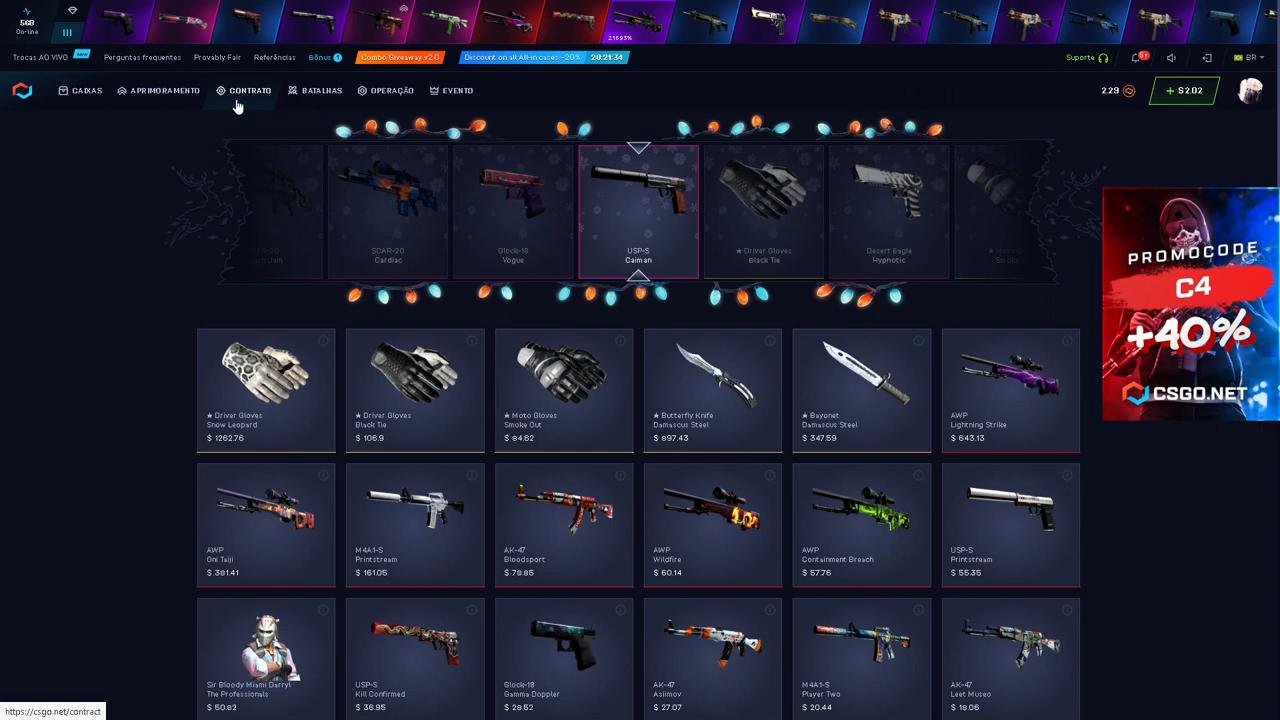 568
On-line
21.693%
Trocas AO VIVO
NEW
Perguntas frequentes
Provably Fair
Referências
Bônus 1
Combo Giveaway v2.0
Discount on all All-in cases -20% 20:21:34
Suporte
5+
BR
CAIXAS
APRIMORAMENTO
CONTRATO
BATALHAS
OPERAÇÃO
EVENTO
2.29
+ $ 2.02
SCAR-20
Cardiac
Glock-18
Vogue
USP-S
Caiman
★ Driver Gloves
Black Tie
Desert Eagle
Hypnotic
PROMOCODE
C4
+40%
CSGO.NET
★ Driver Gloves
Snow Leopard
$ 1262.76
★ Driver Gloves
Black Tie
$ 106.9
★ Moto Gloves
Smoke Out
$ 84.62
★ Butterfly Knife
Damascus Steel
$ 897.43
★ Bayonet
Damascus Steel
$ 347.59
AWP
Lightning Strike
$ 643.13
AWP
Oni Taiji
$ 381.41
M4A1-S
Printstream
$ 161.05
AK-47
Bloodsport
$ 78.85
AWP
Wildfire
$ 60.14
AWP
Containment Breach
$ 57.76
USP-S
Printstream
$ 55.35
Sir Bloody Miami Darryl
The Professionals
$ 50.82
USP-S
Kill Confirmed
$ 36.95
Glock-18
Gamma Doppler
$ 28.52
AK-47
Asiimov
$ 27.07
M4A1-S
Player Two
$ 20.44
AK-47
Leet Museo
$ 18.06
https://csgo.net/contract